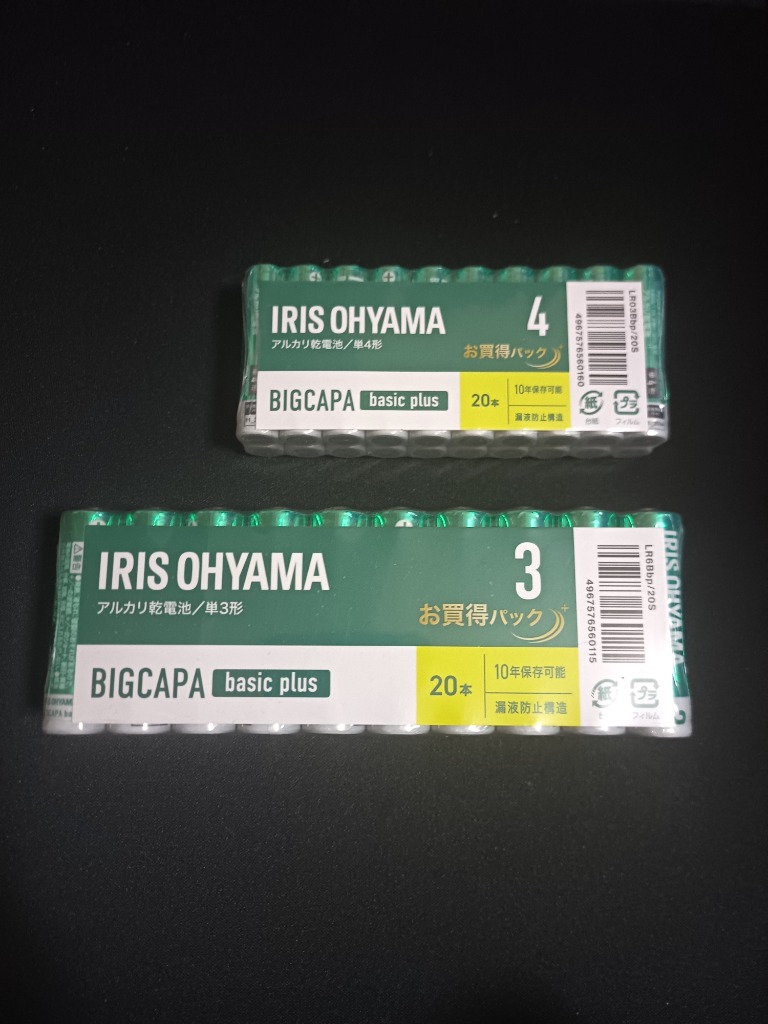 IRIS OHYAMA
4
アルカリ乾電池／単4形
お買得パック
BIGCAPA basic plus
20本
10年保存可能
漏液防止構造
LR03Bbp/20S
4967576560160
紙
台紙
プラ
フィルム
IRIS OHYAMA
3
アルカリ乾電池／単3形
お買得パック
BIGCAPA basic plus
20本
10年保存可能
漏液防止構造
LR6Bbp/20S
4967576560115
紙
プラ
フィルム
IRIS OHYAMA